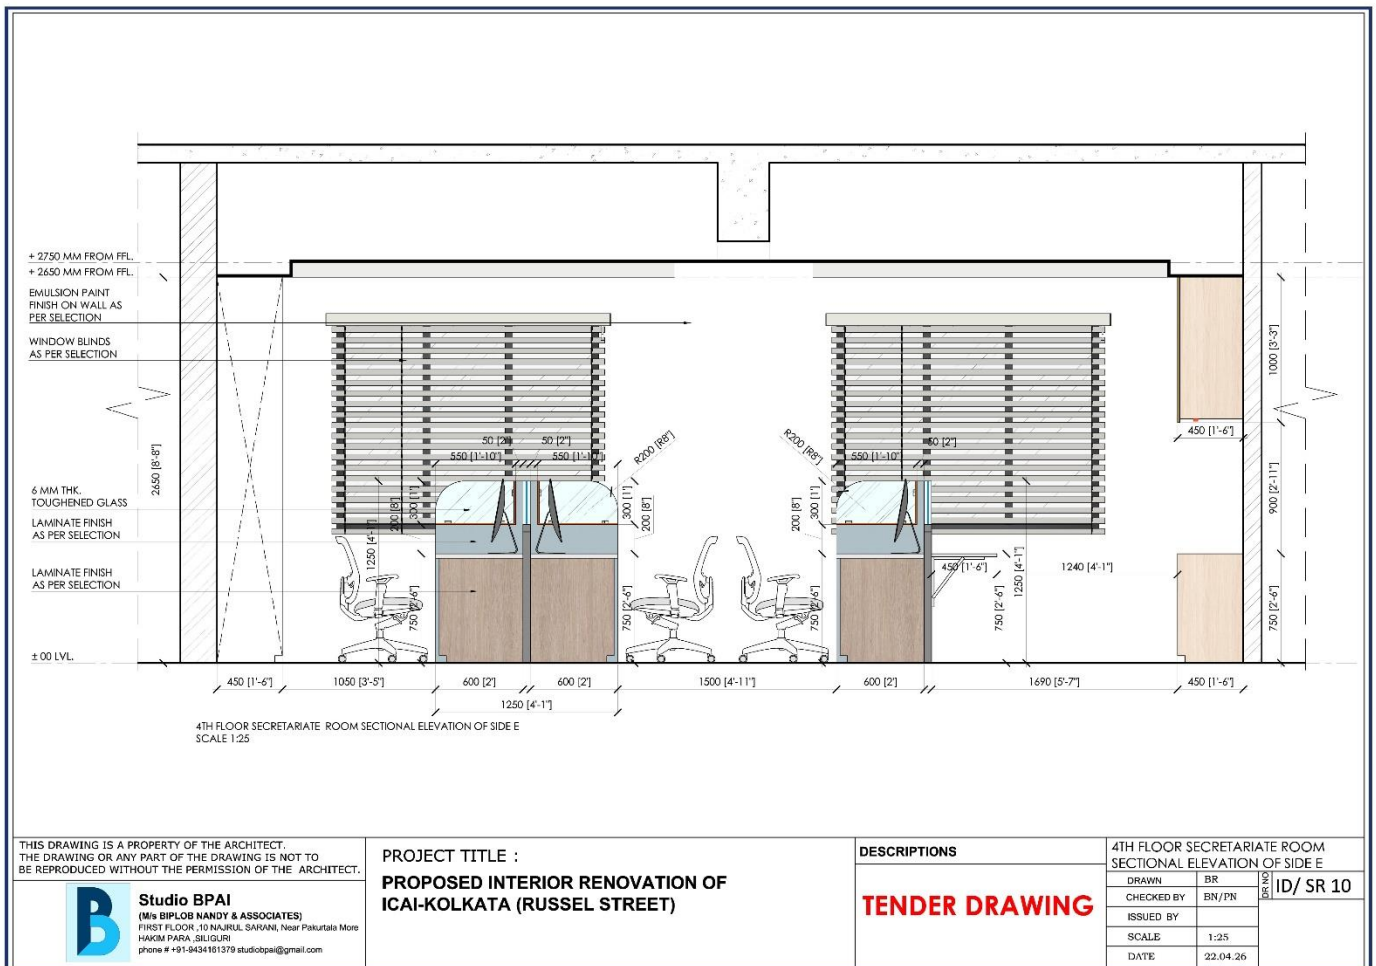 + 2750 MM FROM FFL.
+ 2650 MM FROM FFL.
EMULSION PAINT
FINISH ON WALL AS
PER SELECTION
WINDOW BLINDS
AS PER SELECTION
6 MM THK.
TOUGHENED GLASS
LAMINATE FINISH
AS PER SELECTION
LAMINATE FINISH
AS PER SELECTION
± 00 LVL.
2650 [8'-8"]
50 [2"]
50 [2"]
550 [1'-10"]
550 [1'-10"]
R200 [R8"]
1250 [4'-1"]
200 [8"]
300 [1']
300 [1']
200 [8"]
750 [2'-6"]
750 [2'-6"]
R200 [R8"]
550 [1'-10"]
50 [2"]
200 [8"]
300 [1']
750 [2'-6"]
450 [1'-6"]
750 [2'-6"]
1250 [4'-1"]
1240 [4'-1"]
1000 [3'-3"]
450 [1'-6"]
900 [2'-11"]
750 [2'-6"]
450 [1'-6"]
1050 [3'-5"]
600 [2']
600 [2']
1500 [4'-11"]
600 [2']
1690 [5'-7"]
450 [1'-6"]
1250 [4'-1"]
4TH FLOOR SECRETARIATE ROOM SECTIONAL ELEVATION OF SIDE E
SCALE 1:25
THIS DRAWING IS A PROPERTY OF THE ARCHITECT.
THE DRAWING OR ANY PART OF THE DRAWING IS NOT TO
BE REPRODUCED WITHOUT THE PERMISSION OF THE ARCHITECT.
Studio BPAI
(M/s BIPLOB NANDY & ASSOCIATES)
FIRST FLOOR ,10 NAJRUL SARANI, Near Pakurtala More
HAKIM PARA ,SILIGURI
phone # +91-9434161379 studiobpai@gmail.com
PROJECT TITLE :
PROPOSED INTERIOR RENOVATION OF
ICAI-KOLKATA (RUSSEL STREET)
DESCRIPTIONS
TENDER DRAWING
4TH FLOOR SECRETARIATE ROOM
SECTIONAL ELEVATION OF SIDE E
DRAWN BR
CHECKED BY BN/PN
ISSUED BY
SCALE 1:25
DATE 22.04.26
DR NO
ID/ SR 10